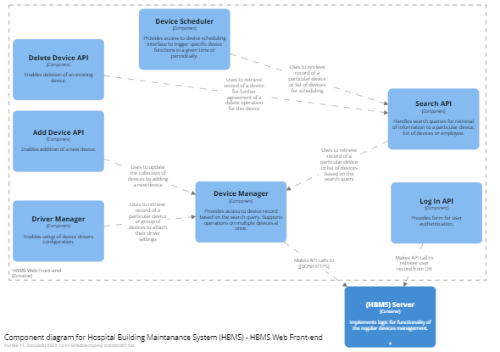 Device Scheduler
[Component]
Provides access to device scheduling
interface to trigger specific device
functions in a given time or
periodically.
Delete Device API
[Component]
Enables deletion of an existing
device.
Uses to retrieve
record of a
particular device
or list of devices
for scheduling
Uses to retrieve
record of a
particular device
for further
agreement of a
delete operation
for this device
Search API
[Component]
Handles search queries for retrieval
of information to a particular device,
list of devices or employee.
Add Device API
[Component]
Enables addition of a new device.
Uses to retrieve
record of a
particular device
or list of devices
based on the
search query
Uses to update
the collection of
devices by adding
a new device
Device Manager
[Component]
Provides access to device record
based on the search query. Supports
operations on multiple devices at
once.
Log In API
[Component]
Provides form for user
authentication.
Driver Manager
[Component]
Enables setup of device drivers
configuration.
Uses to retrieve
record of a
particular device
or group of
devices to attach
their driver
settings
Makes API calls to
[JSON/HTTPS]
Makes API call to
retrieve user
record from DB
HBMS Web Front-end
[Container]
(HBMS) Server
[Container]
Implements logic for functionality of
the regular devices management.
Component diagram for Hospital Building Maintanance System (HBMS) - HBMS Web Front-end